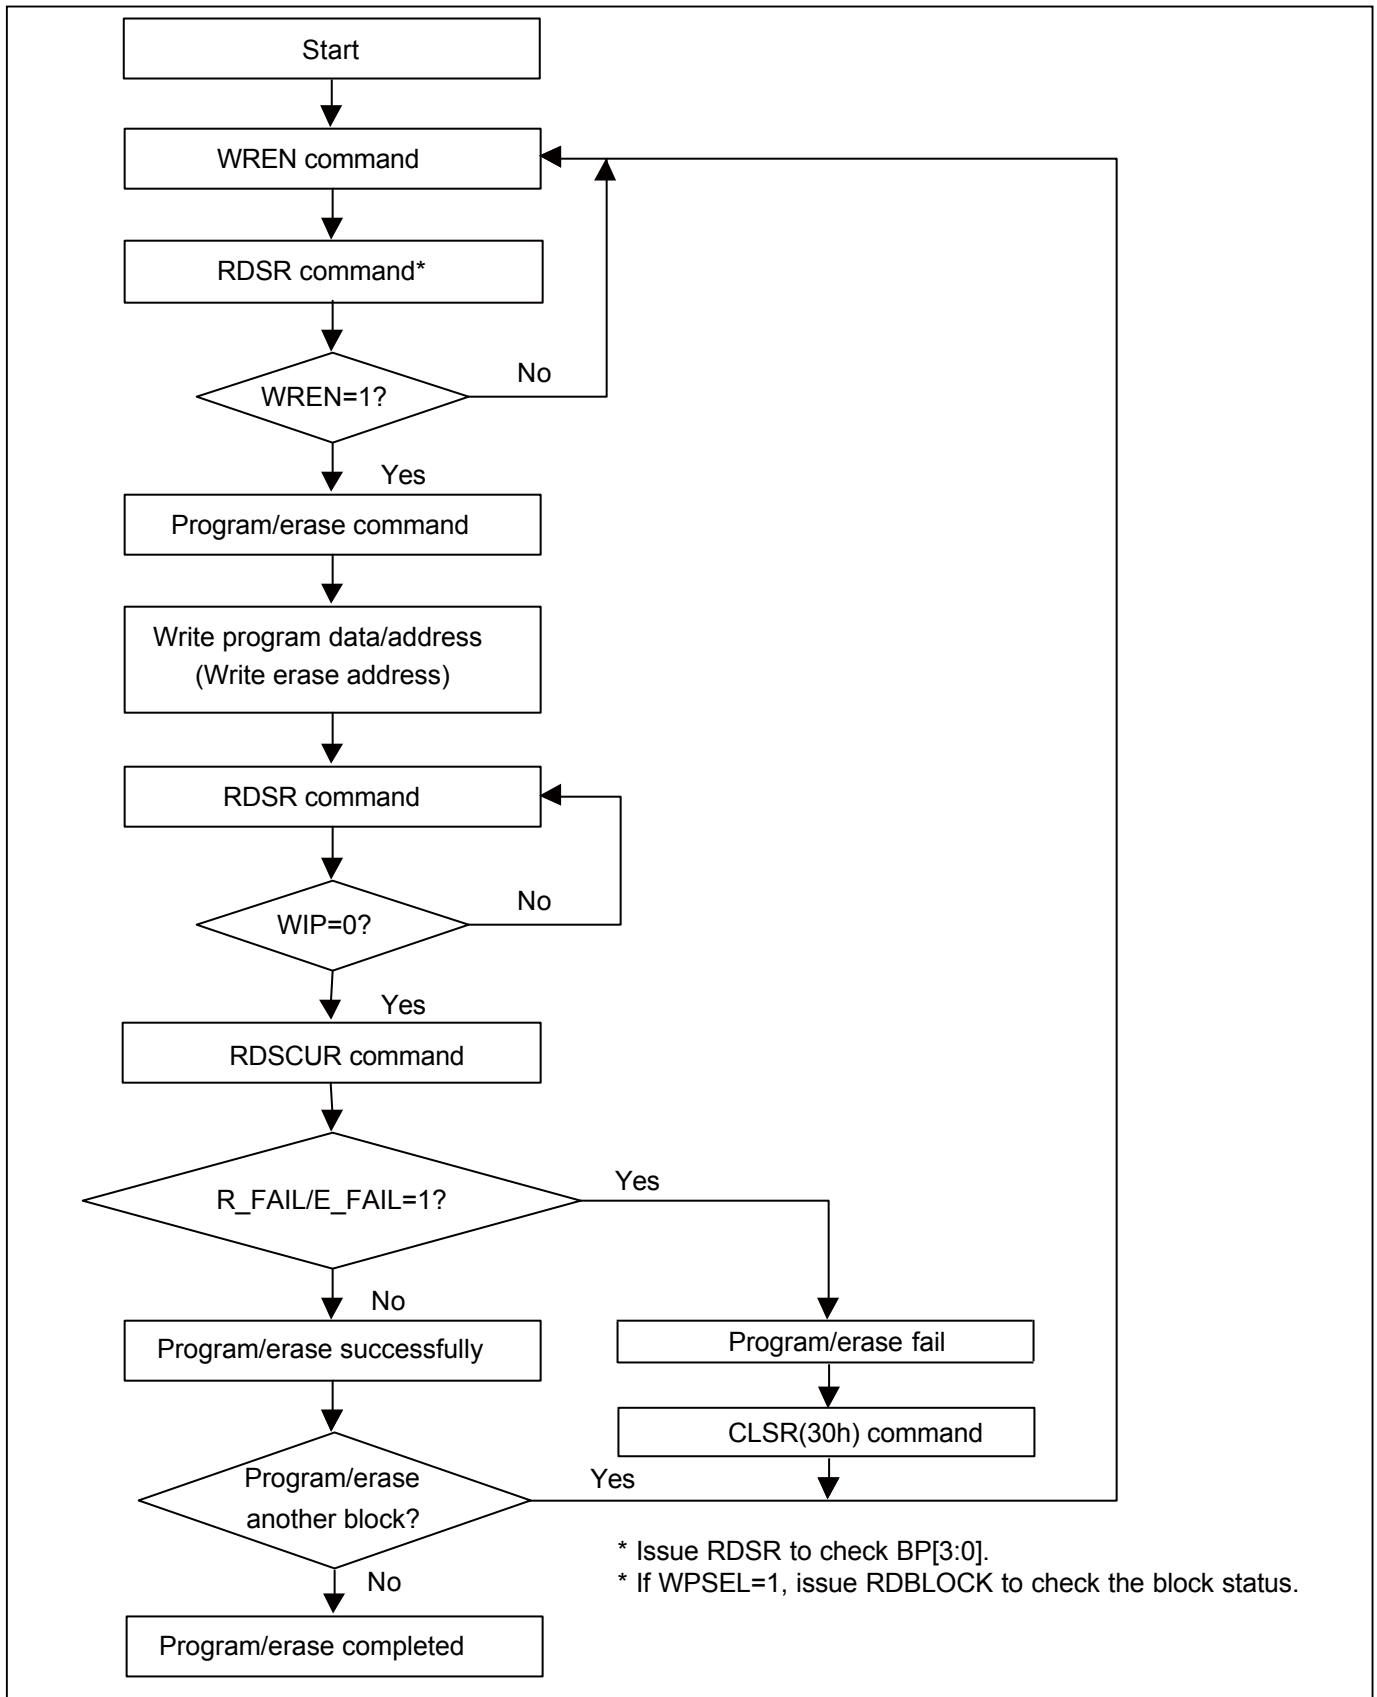 Start
WREN command
RDSR command*
WREN=1?
No
Yes
Program/erase command
Write program data/address
(Write erase address)
RDSR command
WIP=0?
No
Yes
RDSCUR command
R_FAIL/E_FAIL=1?
Yes
No
Program/erase successfully
Program/erase fail
CLSR(30h) command
Program/erase
another block?
Yes
No
* Issue RDSR to check BP[3:0].
* If WPSEL=1, issue RDBLOCK to check the block status.
Program/erase completed